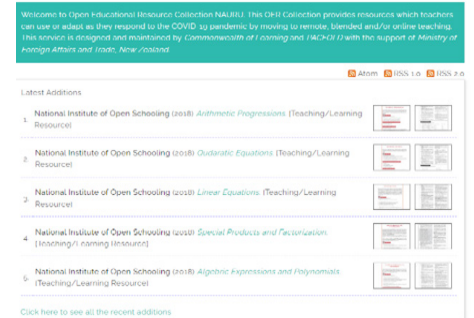 Welcome to Open Educational Resource Collection NAURU. This OER Collection provides resources which teachers
can use or adapt as they respond to the COVID 19 pandemic by moving to remote, blended and/or online teaching.
This service is designed and maintained by Commonwealth of Learning and PACFOLD with the support of Ministry of
Foreign Affairs and Trade, New Zealand.
Atom RSS 1.0 RSS 2.0
Latest Additions
1. National Institute of Open Schooling (2018) Arithmetic Progressions. [Teaching/Learning
Resource]
2. National Institute of Open Schooling (2018) Qudaratic Equations. [Teaching/Learning
Resource]
3. National Institute of Open Schooling (2018) Linear Equations. [Teaching/Learning
Resource]
4. National Institute of Open Schooling (2018) Special Products and Factorization.
[Teaching/Learning Resource]
5. National Institute of Open Schooling (2018) Algebric Expressions and Polynomials.
[Teaching/Learning Resource]
Click here to see all the recent additions